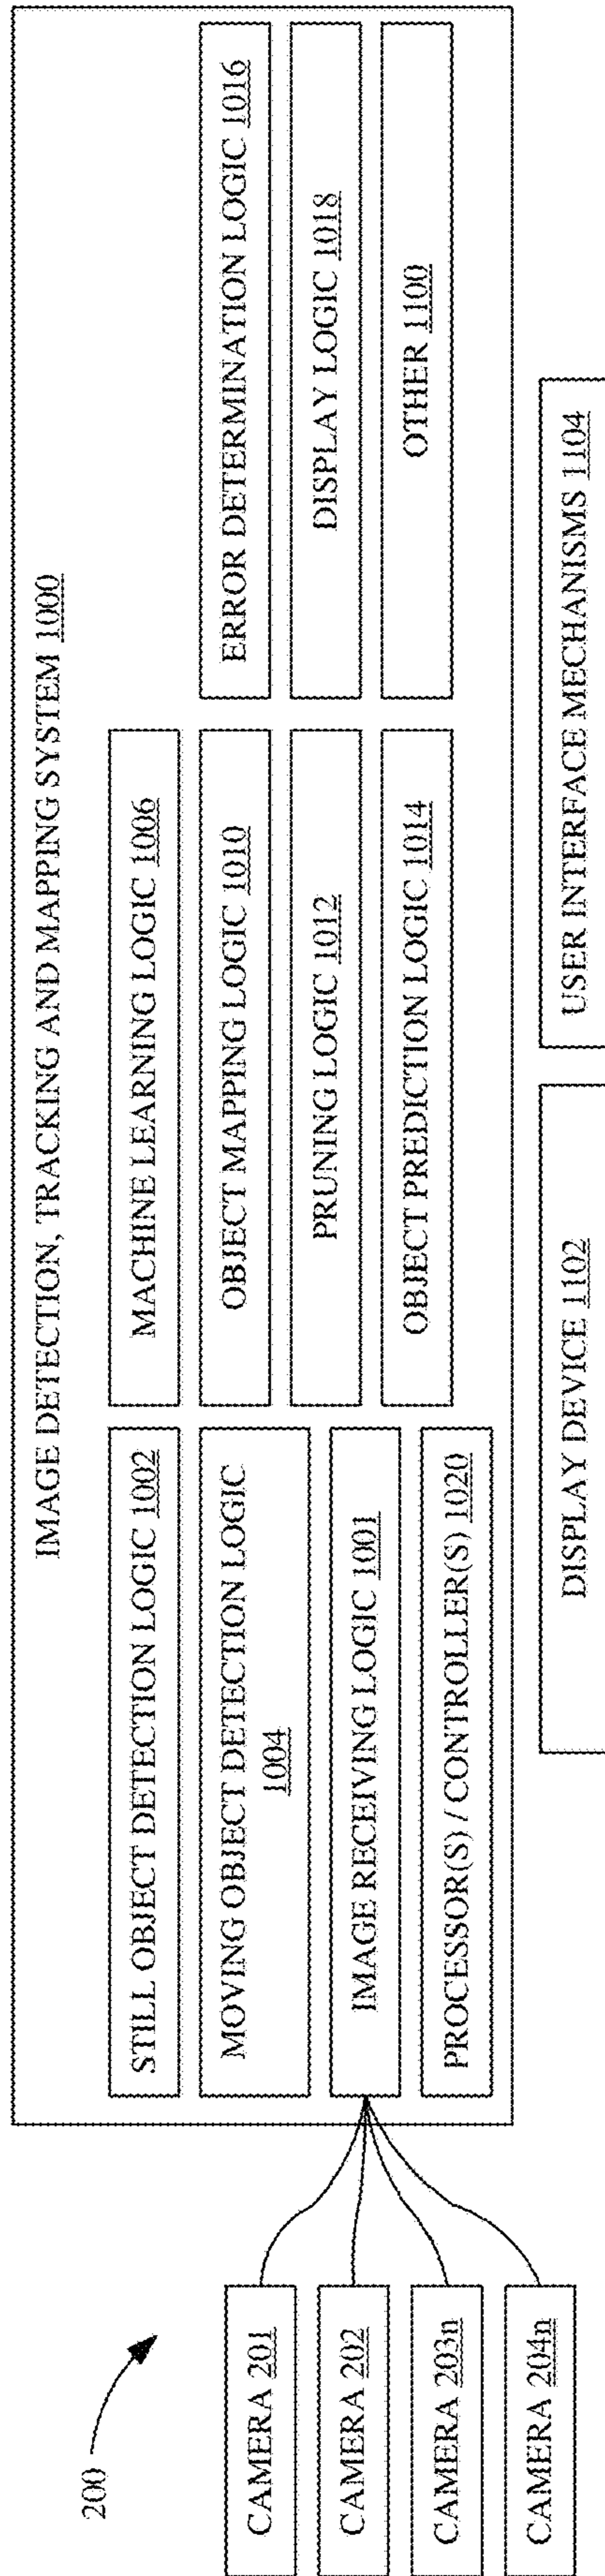 IMAGE DETECTION, TRACKING AND MAPPING SYSTEM 1000
200
CAMERA 201
CAMERA 202
CAMERA 203n
CAMERA 204n
STILL OBJECT DETECTION LOGIC 1002
MOVING OBJECT DETECTION LOGIC
1004
IMAGE RECEIVING LOGIC 1001
PROCESSOR(S) / CONTROLLER(S) 1020
MACHINE LEARNING LOGIC 1006
OBJECT MAPPING LOGIC 1010
PRUNING LOGIC 1012
OBJECT PREDICTION LOGIC 1014
ERROR DETERMINATION LOGIC 1016
DISPLAY LOGIC 1018
OTHER 1100
DISPLAY DEVICE 1102
USER INTERFACE MECHANISMS 1104